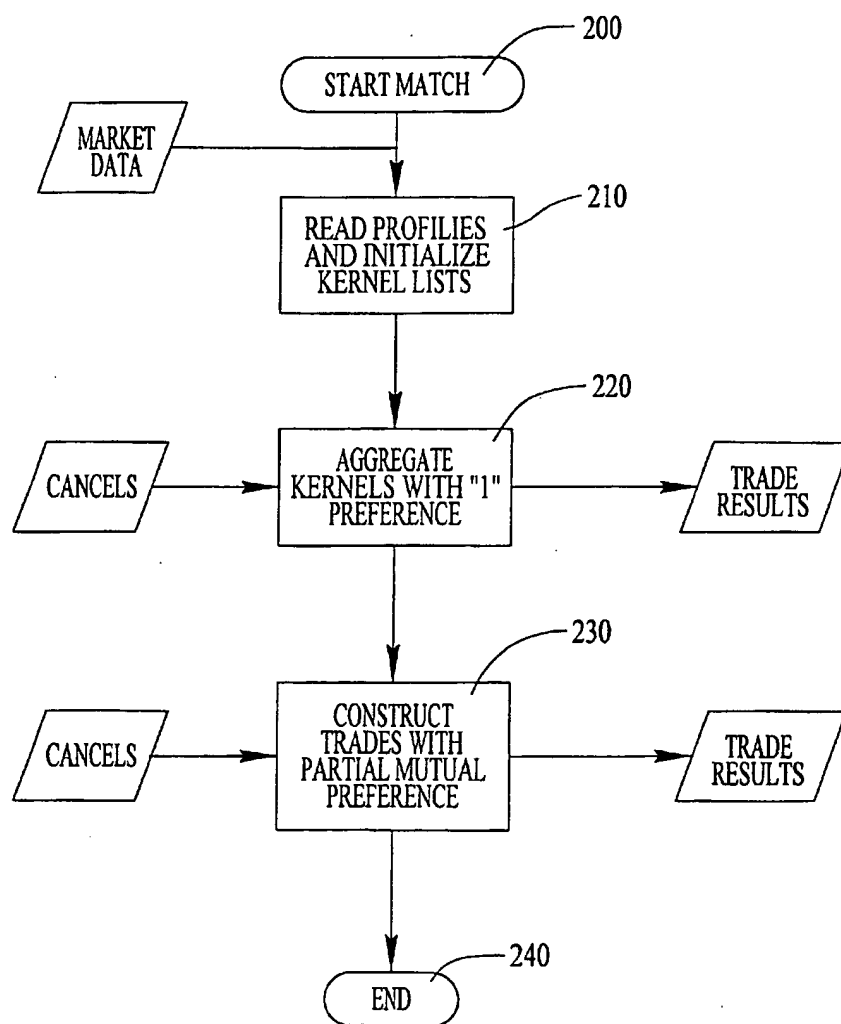 200
START MATCH
MARKET
DATA
210
READ PROFILIES
AND INITIALIZE
KERNEL LISTS
220
CANCELS
AGGREGATE
KERNELS WITH "1"
PREFERENCE
TRADE
RESULTS
230
CANCELS
CONSTRUCT
TRADES WITH
PARTIAL MUTUAL
PREFERENCE
TRADE
RESULTS
240
END